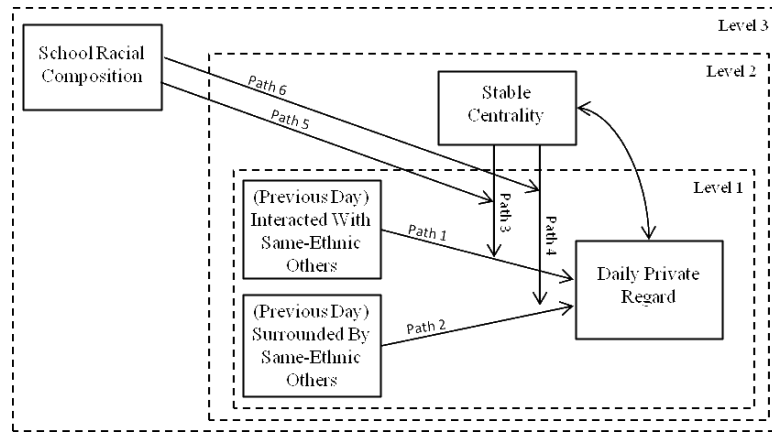 Level 3
School Racial
Composition
Level 2
Stable
Centrality
Path 6
Path 5
Level 1
(Previous Day)
Interacted With
Same-Ethnic
Others
Path 1
Path 3
Path 4
Daily Private
Regard
(Previous Day)
Surrounded By
Same-Ethnic
Others
Path 2